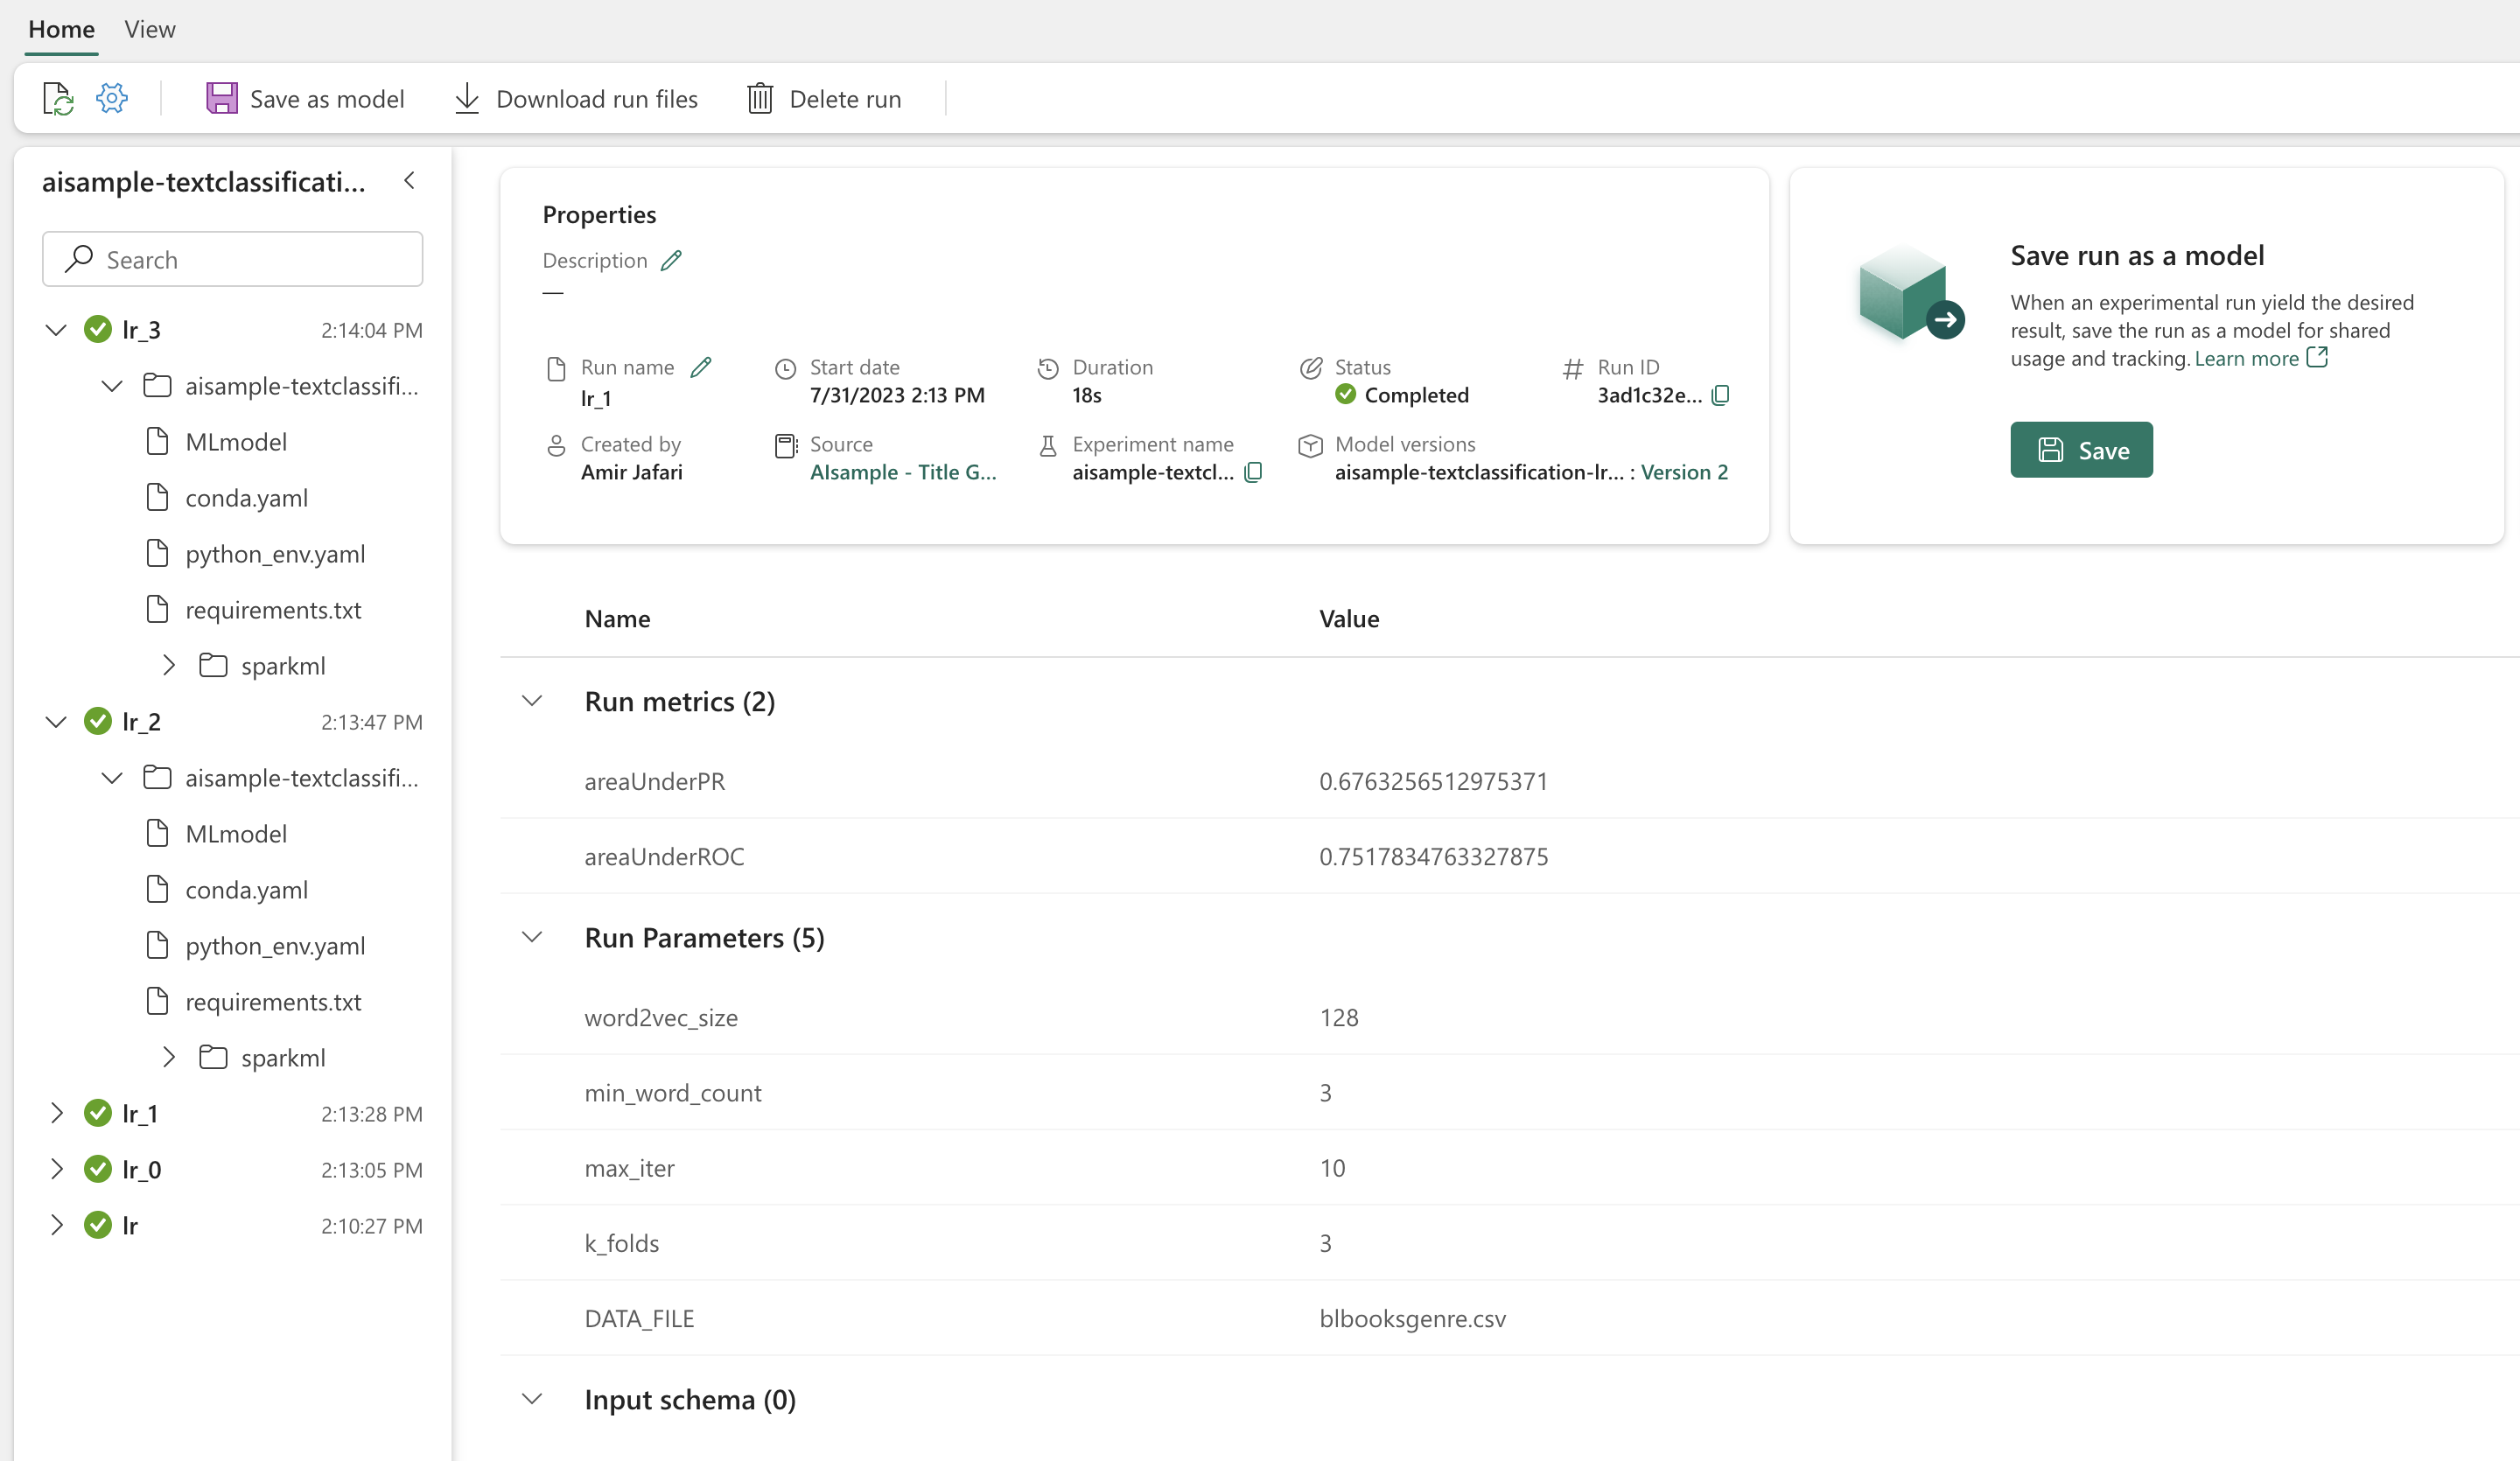 Home View
Save as model Download run files Delete run
aisample-textclassificati...
Search
lr_3 2:14:04 PM
aisample-textclassifi...
MLmodel
conda.yaml
python_env.yaml
requirements.txt
sparkml
lr_2 2:13:47 PM
aisample-textclassifi...
MLmodel
conda.yaml
python_env.yaml
requirements.txt
sparkml
lr_1 2:13:28 PM
lr_0 2:13:05 PM
lr 2:10:27 PM
Properties
Description
—
Run name Start date Duration Status Run ID
lr_1 7/31/2023 2:13 PM 18s Completed 3ad1c32e...
Created by Source Experiment name Model versions
Amir Jafari AIsample - Title G... aisample-textcl... aisample-textclassification-lr... : Version 2
Save run as a model
When an experimental run yield the desired
result, save the run as a model for shared
usage and tracking. Learn more
Save
Name Value
Run metrics (2)
areaUnderPR 0.6763256512975371
areaUnderROC 0.7517834763327875
Run Parameters (5)
word2vec_size 128
min_word_count 3
max_iter 10
k_folds 3
DATA_FILE blbooksgenre.csv
Input schema (0)